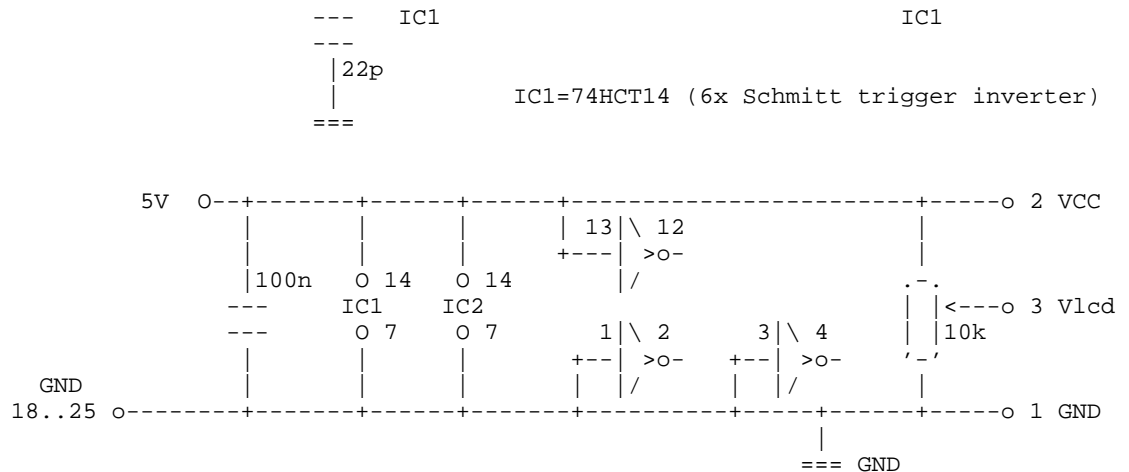 --- IC1 IC1
---
|22p
| IC1=74HCT14 (6x Schmitt trigger inverter)
===
5V O--+-------+------+------+------------------------+-----o 2 VCC
| | | | 13|\ 12 |
| | | +---| >o- |
|100n O 14 O 14 |/ .-.
--- IC1 IC2 | |<---o 3 Vlcd
--- O 7 O 7 1|\ 2 3|\ 4 | |10k
| | | +--| >o- +--| >o- '-'
GND | | | | |/ | |/ |
18..25 o--------+-------+------+-------+----------+-----+------+-----o 1 GND
|
=== GND